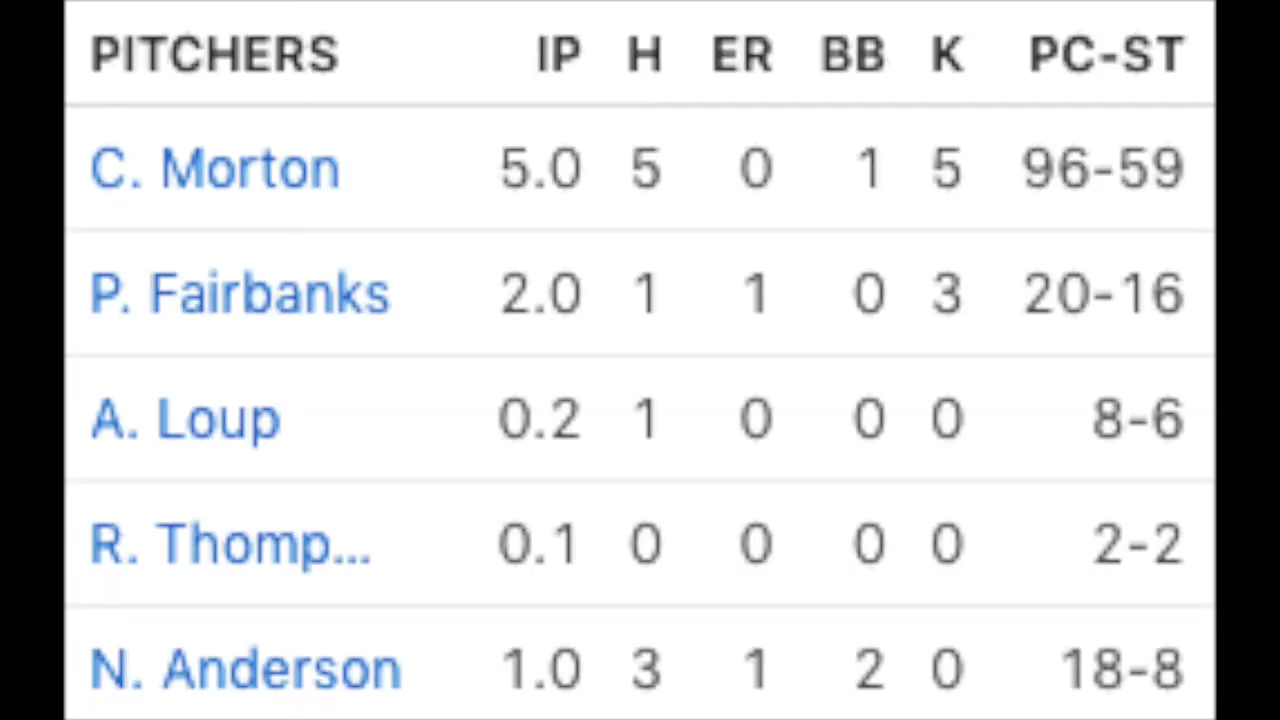 PITCHERS IP H ER BB K PC-ST
C. Morton 5.0 5 0 1 5 96-59
P. Fairbanks 2.0 1 1 0 3 20-16
A. Loup 0.2 1 0 0 0 8-6
R. Thomp... 0.1 0 0 0 0 2-2
N. Anderson 1.0 3 1 2 0 18-8